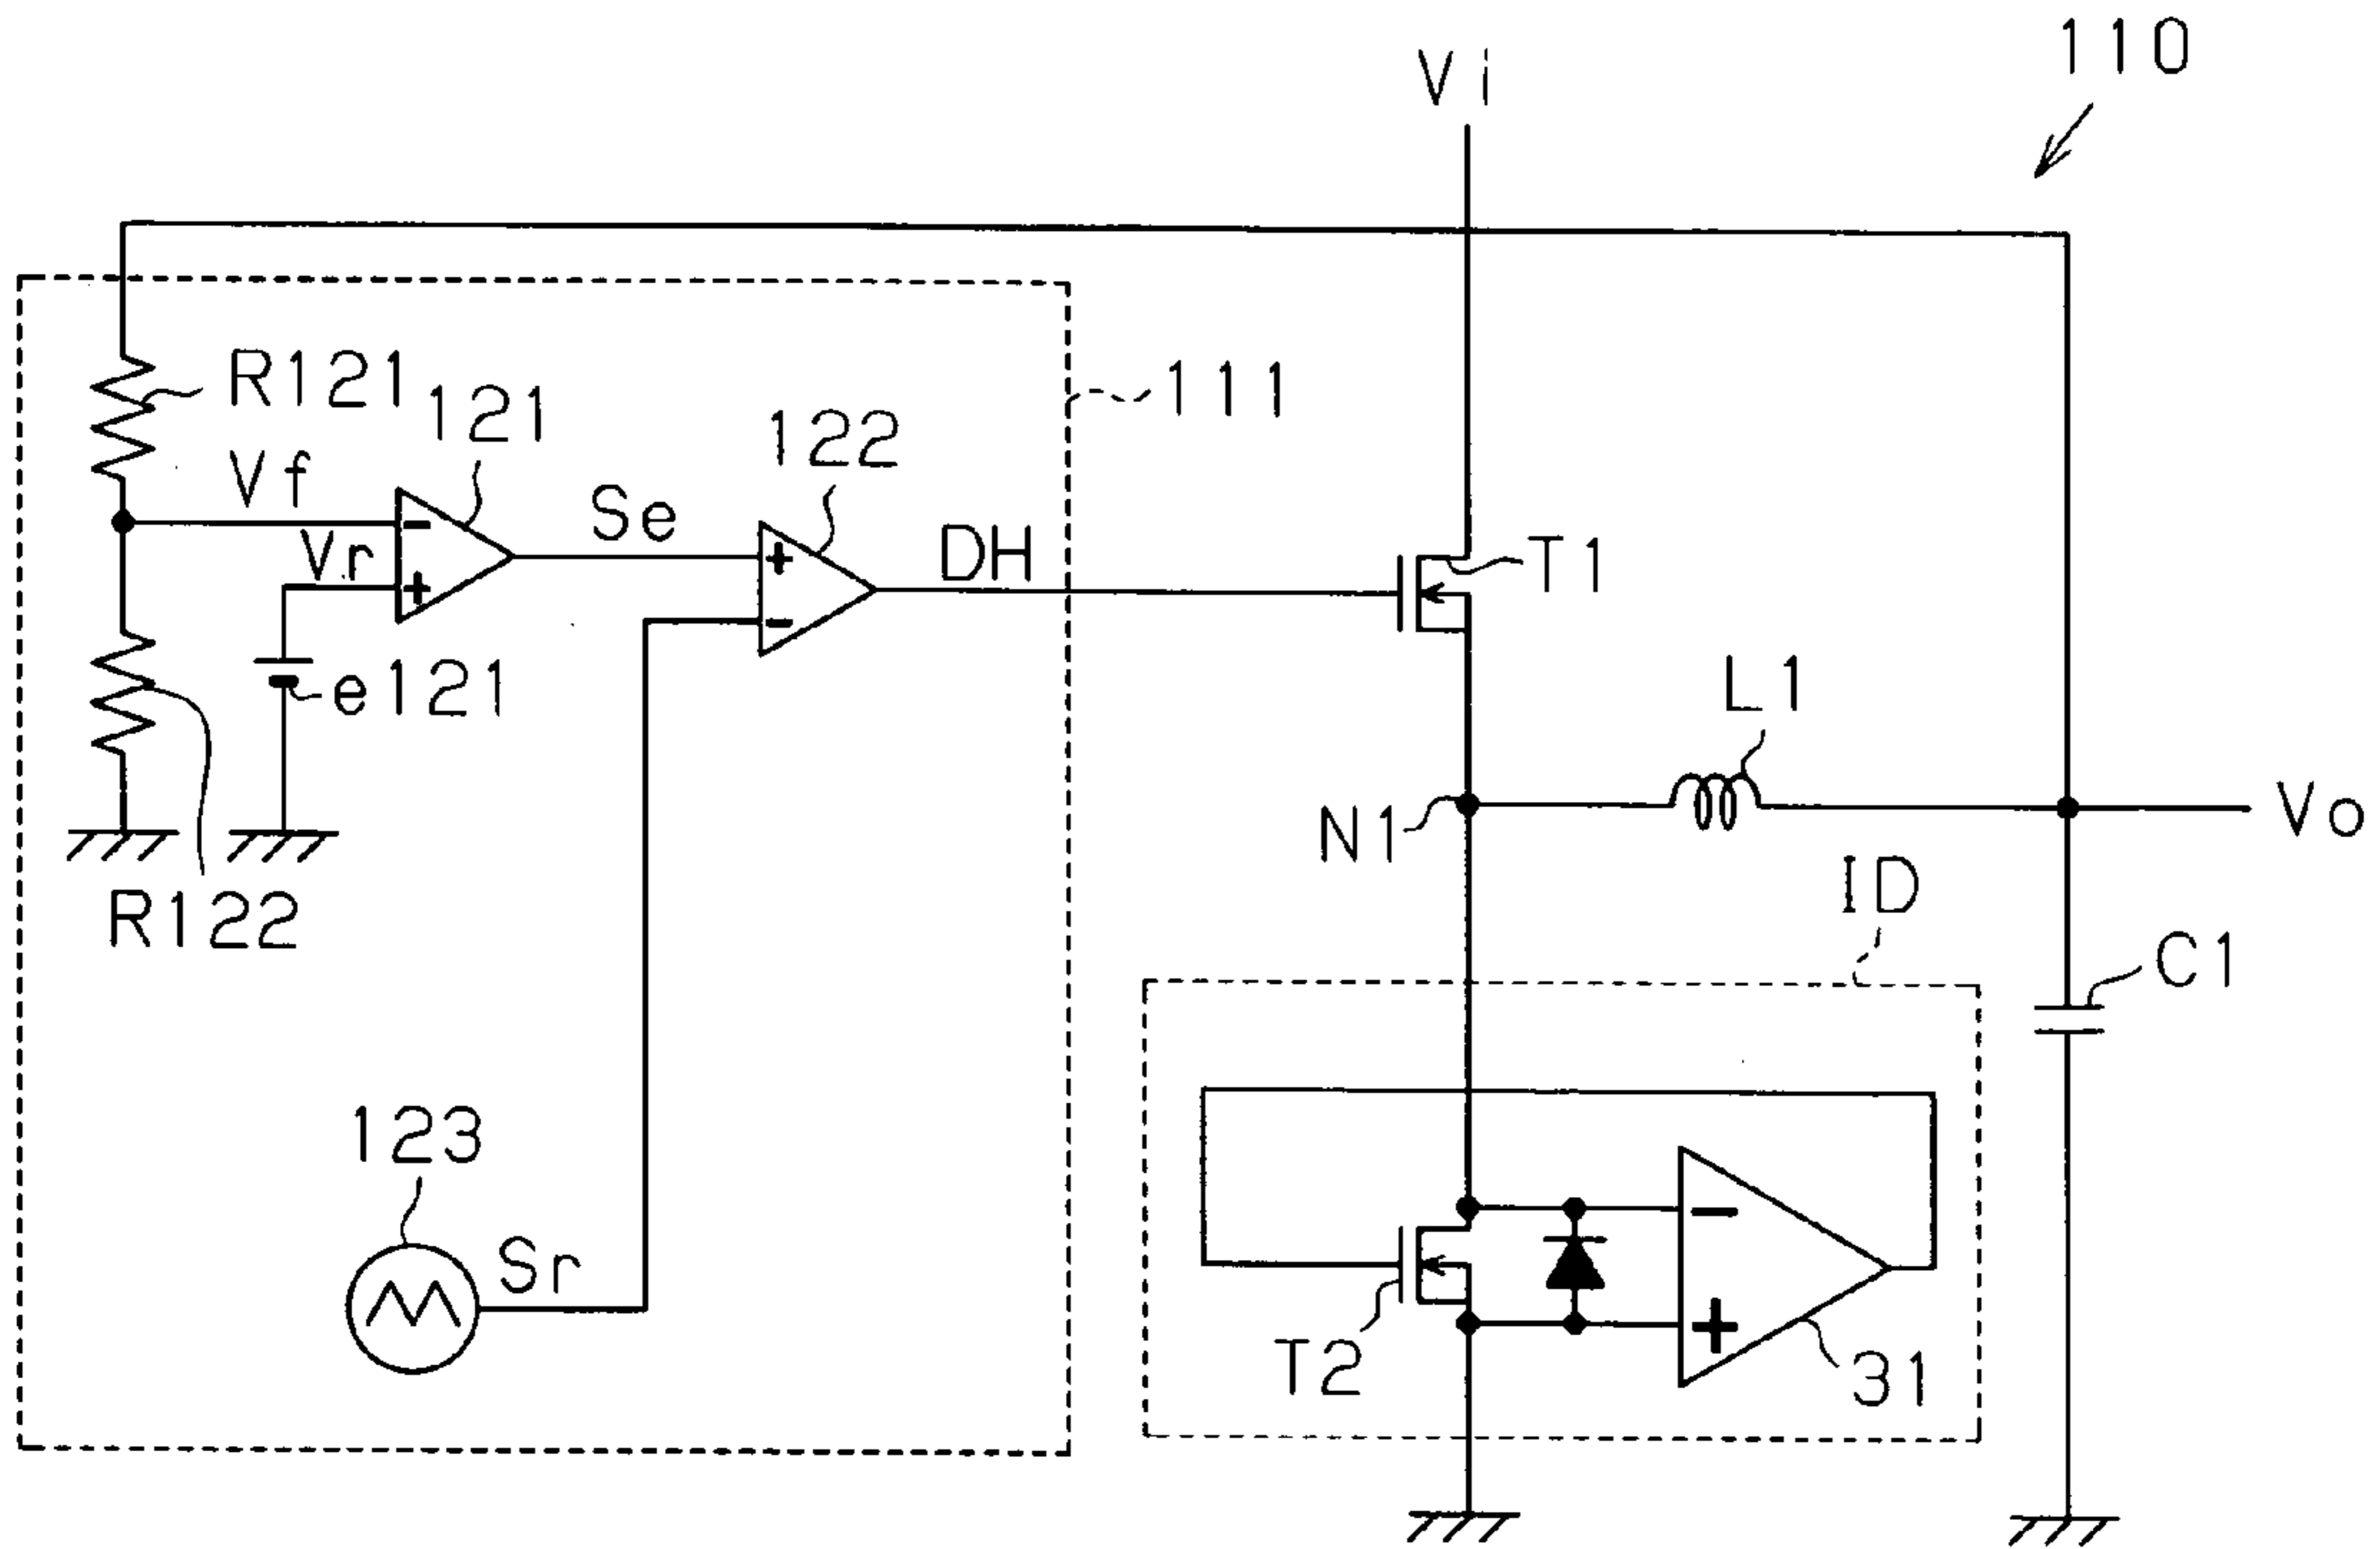 110
Vi
R121
121
111
122
Vf
Se
Vr
-
+
+
-
DH
T1
e121
L1
N1
Vo
R122
ID
C1
123
Sr
-
+
T2
31